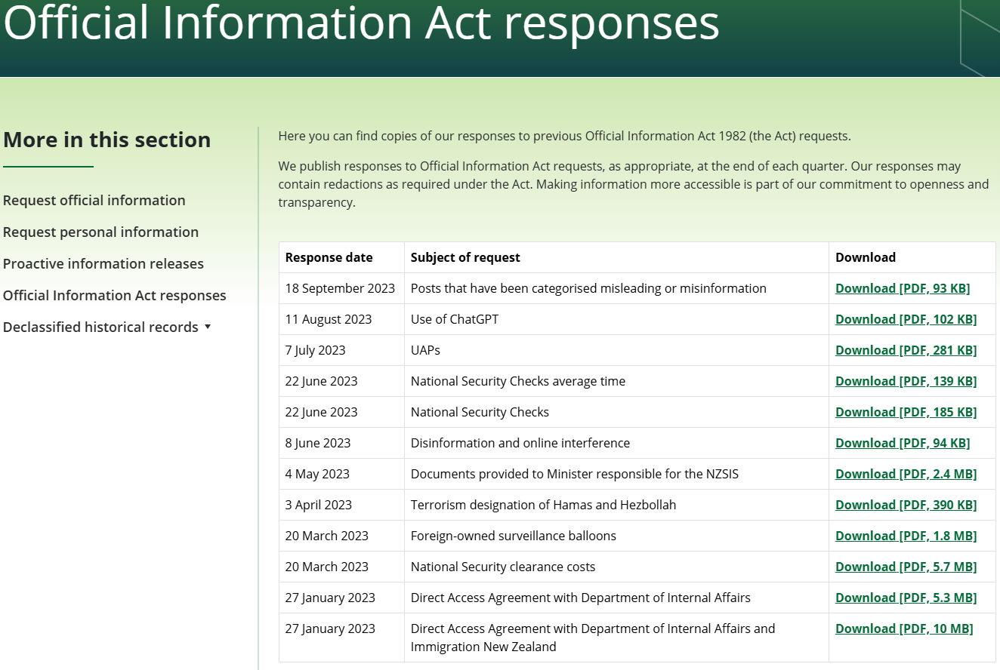 Official Information Act responses
More in this section
Request official information
Request personal information
Proactive information releases
Official Information Act responses
Declassified historical records
Here you can find copies of our responses to previous Official Information Act 1982 (the Act) requests.
We publish responses to Official Information Act requests, as appropriate, at the end of each quarter. Our responses may
contain redactions as required under the Act. Making information more accessible is part of our commitment to openness and
transparency.
Response date Subject of request Download
18 September 2023 Posts that have been categorised misleading or misinformation Download [PDF, 93 KB]
11 August 2023 Use of ChatGPT Download [PDF, 102 KB]
7 July 2023 UAPs Download [PDF, 281 KB]
22 June 2023 National Security Checks average time Download [PDF, 139 KB]
22 June 2023 National Security Checks Download [PDF, 185 KB]
8 June 2023 Disinformation and online interference Download [PDF, 94 KB]
4 May 2023 Documents provided to Minister responsible for the NZSIS Download [PDF, 2.4 MB]
3 April 2023 Terrorism designation of Hamas and Hezbollah Download [PDF, 390 KB]
20 March 2023 Foreign-owned surveillance balloons Download [PDF, 1.8 MB]
20 March 2023 National Security clearance costs Download [PDF, 5.7 MB]
27 January 2023 Direct Access Agreement with Department of Internal Affairs Download [PDF, 5.3 MB]
27 January 2023 Direct Access Agreement with Department of Internal Affairs and Download [PDF, 10 MB]
Immigration New Zealand